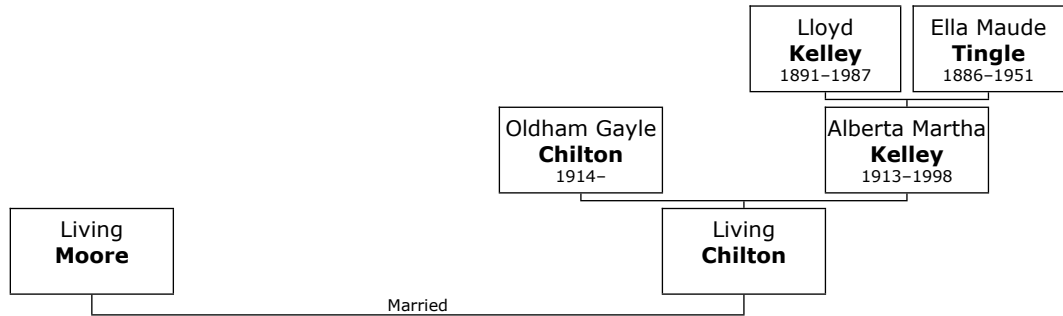 Lloyd
Kelley
1891–1987
Ella Maude
Tingle
1886–1951
Oldham Gayle
Chilton
1914–
Alberta Martha
Kelley
1913–1998
Living
Moore
Living
Chilton
Married